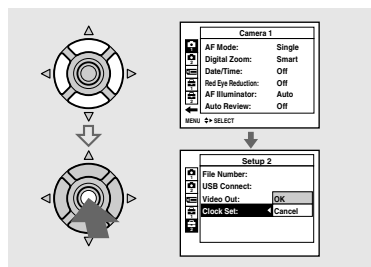 Camera 1
AF Mode: Single
Digital Zoom: Smart
Date/Time: Off
Red Eye Reduction: Off
AF Illuminator: Auto
Auto Review: Off
MENU SELECT
Setup 2
File Number:
USB Connect:
Video Out: OK
Clock Set: Cancel